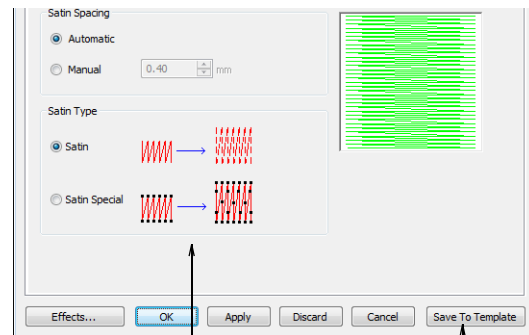 Satin Spacing
Automatic
Manual 0.40 mm
Satin Type
Satin
Satin Special
Effects... OK Apply Discard Cancel Save To Template